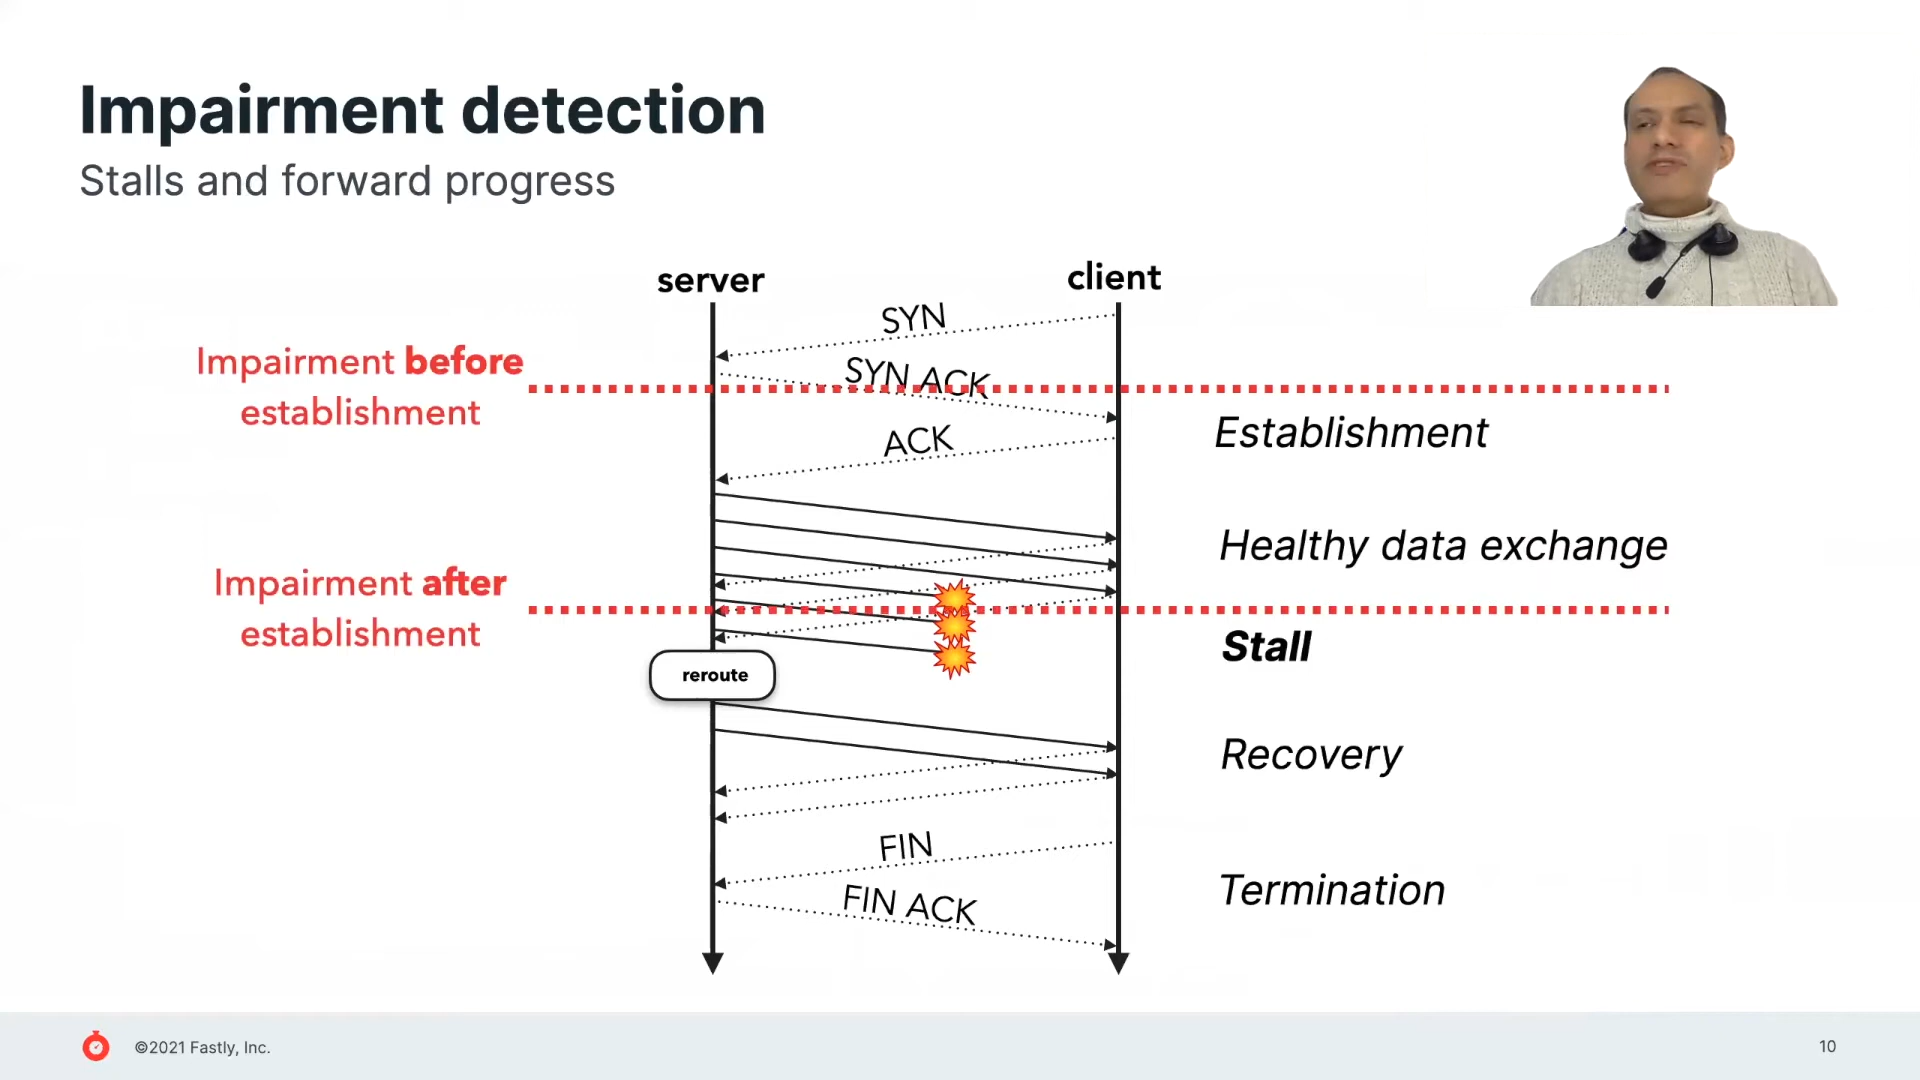 Impairment detection
Stalls and forward progress
server
client
SYN
Impairment before
establishment
SYN ACK
ACK
Establishment
Healthy data exchange
Impairment after
establishment
Stall
reroute
Recovery
FIN
FIN ACK
Termination
©2021 Fastly, Inc.
10